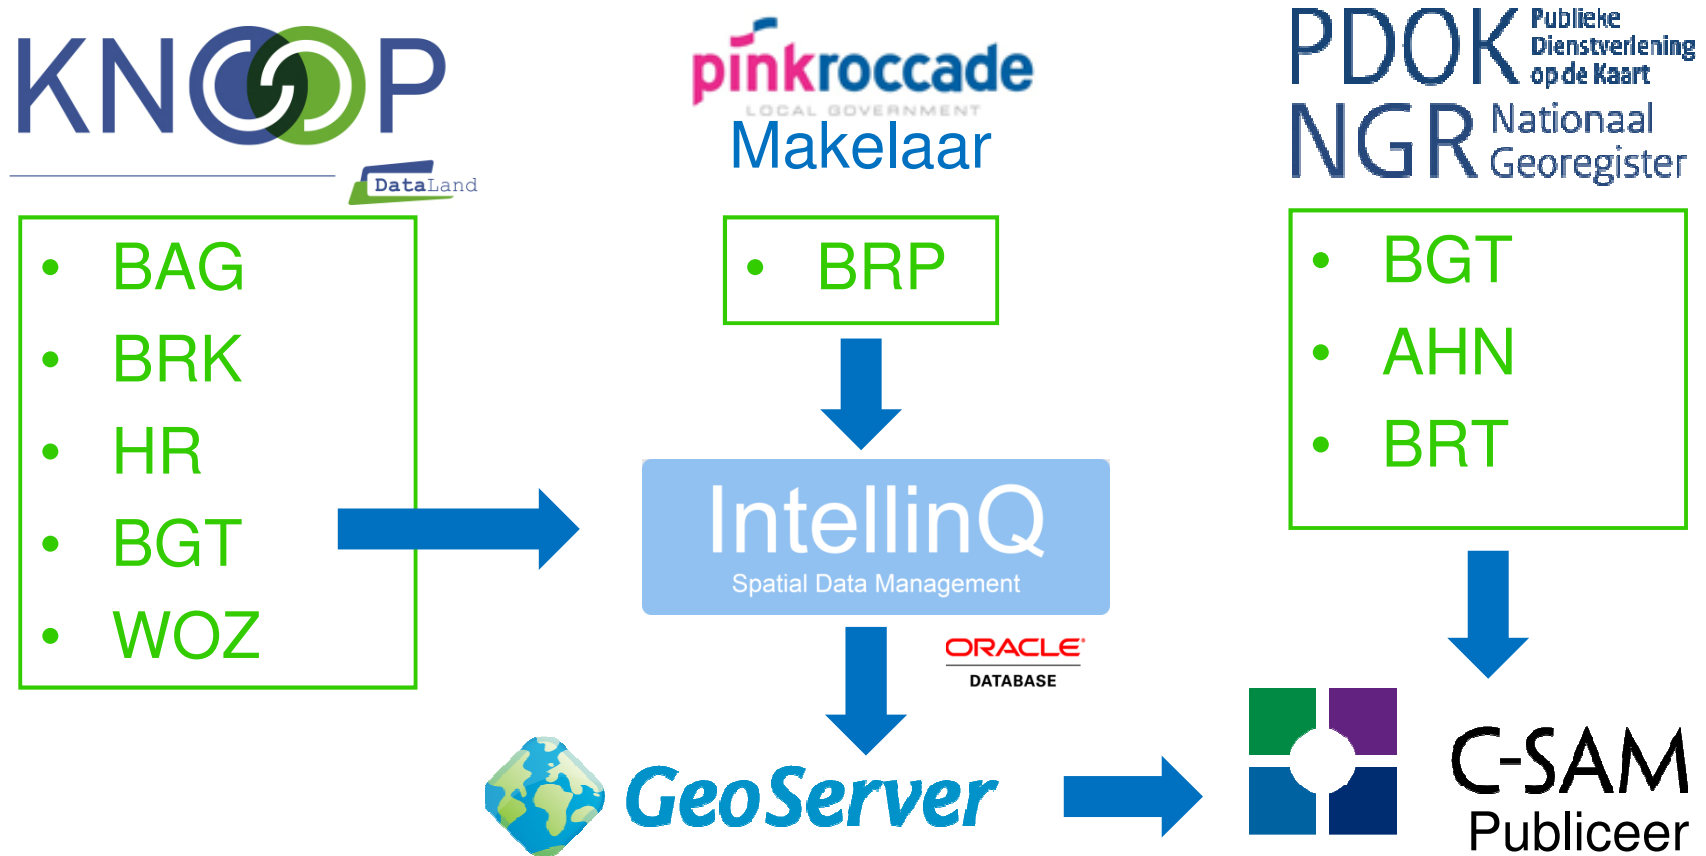 KNOOP
DataLand
• BAG
• BRK
• HR
• BGT
• WOZ
pinkroccade
LOCAL GOVERNMENT
Makelaar
• BRP
PDOK Publieke
Dienstverlening
op de Kaart
NGR Nationaal
Georegister
• BGT
• AHN
• BRT
IntellinQ
Spatial Data Management
ORACLE®
DATABASE
GeoServer
C-SAM
Publiceer